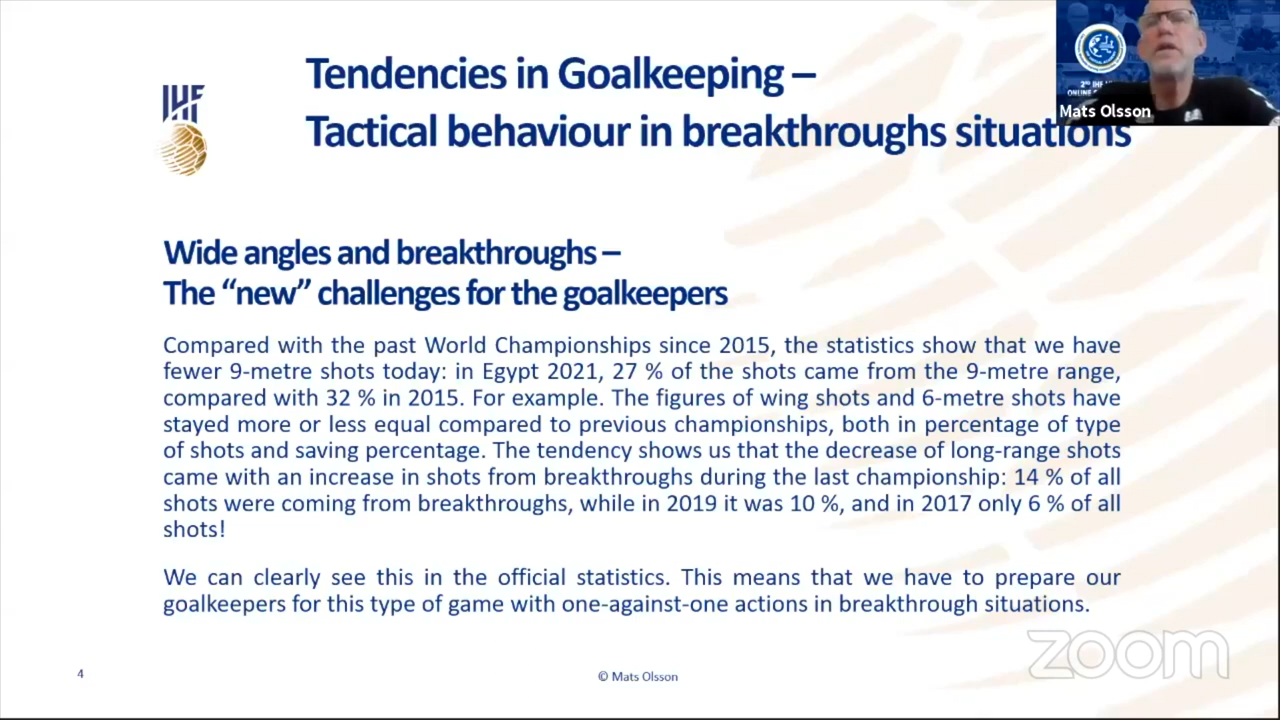 Tendencies in Goalkeeping –
Tactical behaviour in breakthroughs situations
IHF
Mats Olsson
Wide angles and breakthroughs –
The “new” challenges for the goalkeepers
Compared with the past World Championships since 2015, the statistics show that we have
fewer 9-metre shots today: in Egypt 2021, 27 % of the shots came from the 9-metre range,
compared with 32 % in 2015. For example. The figures of wing shots and 6-metre shots have
stayed more or less equal compared to previous championships, both in percentage of type
of shots and saving percentage. The tendency shows us that the decrease of long-range shots
came with an increase in shots from breakthroughs during the last championship: 14 % of all
shots were coming from breakthroughs, while in 2019 it was 10 %, and in 2017 only 6 % of all
shots!
We can clearly see this in the official statistics. This means that we have to prepare our
goalkeepers for this type of game with one-against-one actions in breakthrough situations.
zoom
4
© Mats Olsson